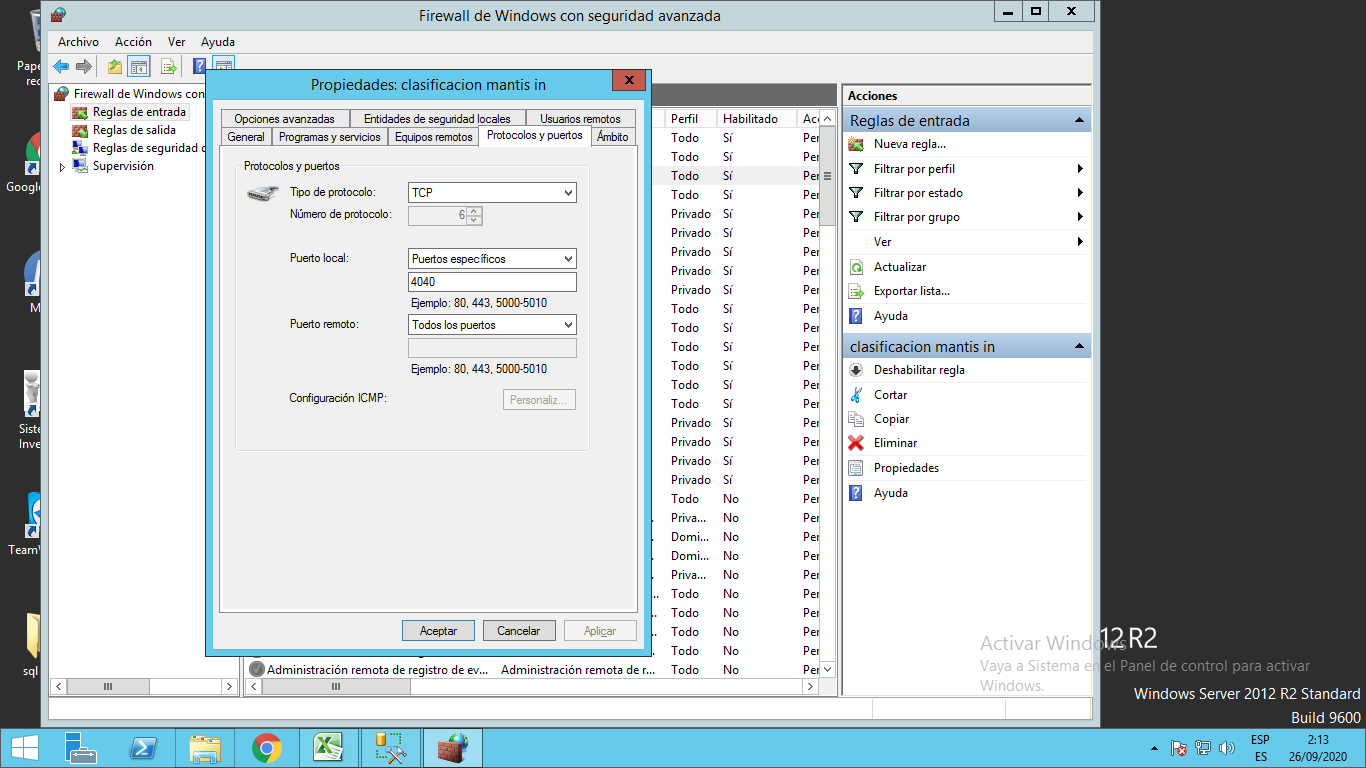 Firewall de Windows con seguridad avanzada
Archivo Acción Ver Ayuda
Firewall de Windows con
Reglas de entrada
Reglas de salida
Reglas de seguridad d
Supervisión
Propiedades: clasificacion mantis in
Opciones avanzadas Entidades de seguridad locales Usuarios remotos
General Programas y servicios Equipos remotos Protocolos y puertos Ámbito
Protocolos y puertos
Tipo de protocolo: TCP
Número de protocolo: 6
Puerto local: Puertos específicos
4040
Ejemplo: 80, 443, 5000-5010
Puerto remoto: Todos los puertos
Ejemplo: 80, 443, 5000-5010
Configuración ICMP: Personaliz...
Aceptar Cancelar Aplicar
Perfil Habilitado Acc
Todo Sí Per
Todo Sí Per
Todo Sí Per
Todo Sí Per
Privado Sí Per
Privado Sí Per
Privado Sí Per
Privado Sí Per
Privado Sí Per
Todo Sí Per
Todo Sí Per
Todo Sí Per
Todo Sí Per
Todo Sí Per
Todo Sí Per
Privado Sí Per
Privado Sí Per
Privado Sí Per
Privado Sí Per
Todo No Per
Priva... No Per
Domi... No Per
Domi... No Per
Priva... No Per
Todo No Per
Todo No Per
Todo No Per
Todo No Per
Administración remota de registro de ev... Administración remota de r... Todo No Per
Acciones
Reglas de entrada
Nueva regla...
Filtrar por perfil
Filtrar por estado
Filtrar por grupo
Ver
Actualizar
Exportar lista...
Ayuda
clasificacion mantis in
Deshabilitar regla
Cortar
Copiar
Eliminar
Propiedades
Ayuda
Pape
rec
Google
M
Siste
Inve
TeamV
sql
12 R2
Activar Windows
Vaya a Sistema en el Panel de control para activar
Windows.
Windows Server 2012 R2 Standard
Build 9600
ESP
ES
2:13
26/09/2020